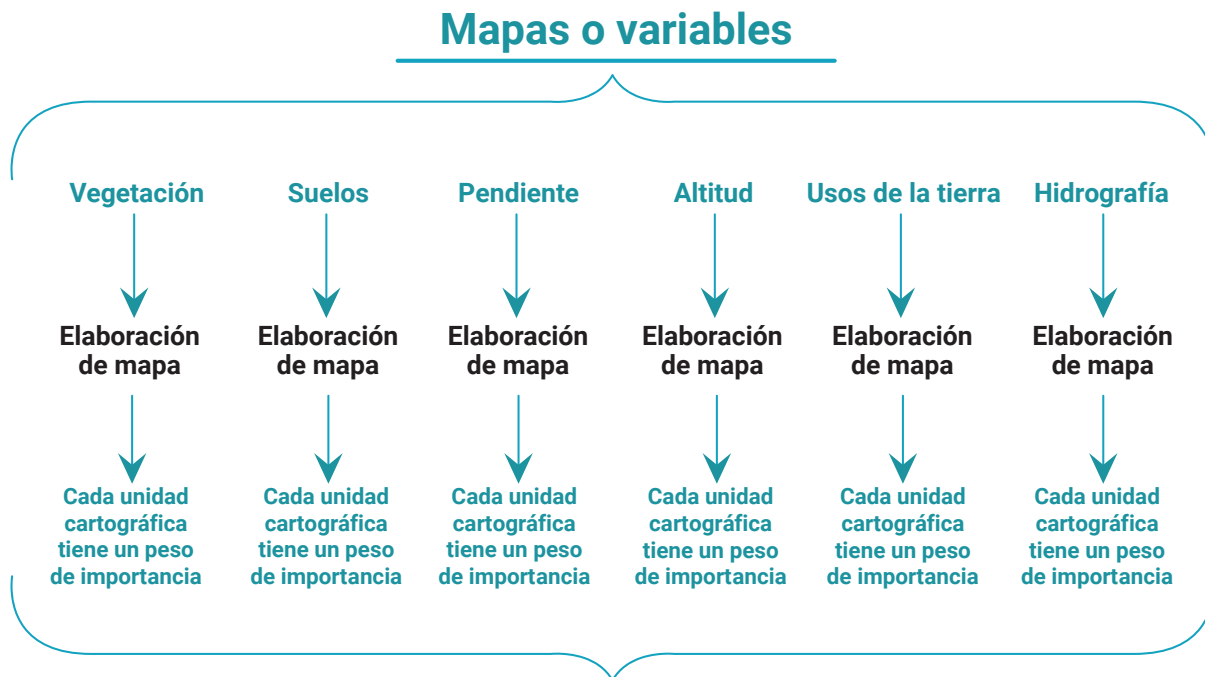 Mapas o variables
Vegetación
Suelos
Pendiente
Altitud
Usos de la tierra
Hidrografía
Elaboración
de mapa
Elaboración
de mapa
Elaboración
de mapa
Elaboración
de mapa
Elaboración
de mapa
Elaboración
de mapa
Cada unidad
cartográfica
tiene un peso
de importancia
Cada unidad
cartográfica
tiene un peso
de importancia
Cada unidad
cartográfica
tiene un peso
de importancia
Cada unidad
cartográfica
tiene un peso
de importancia
Cada unidad
cartográfica
tiene un peso
de importancia
Cada unidad
cartográfica
tiene un peso
de importancia